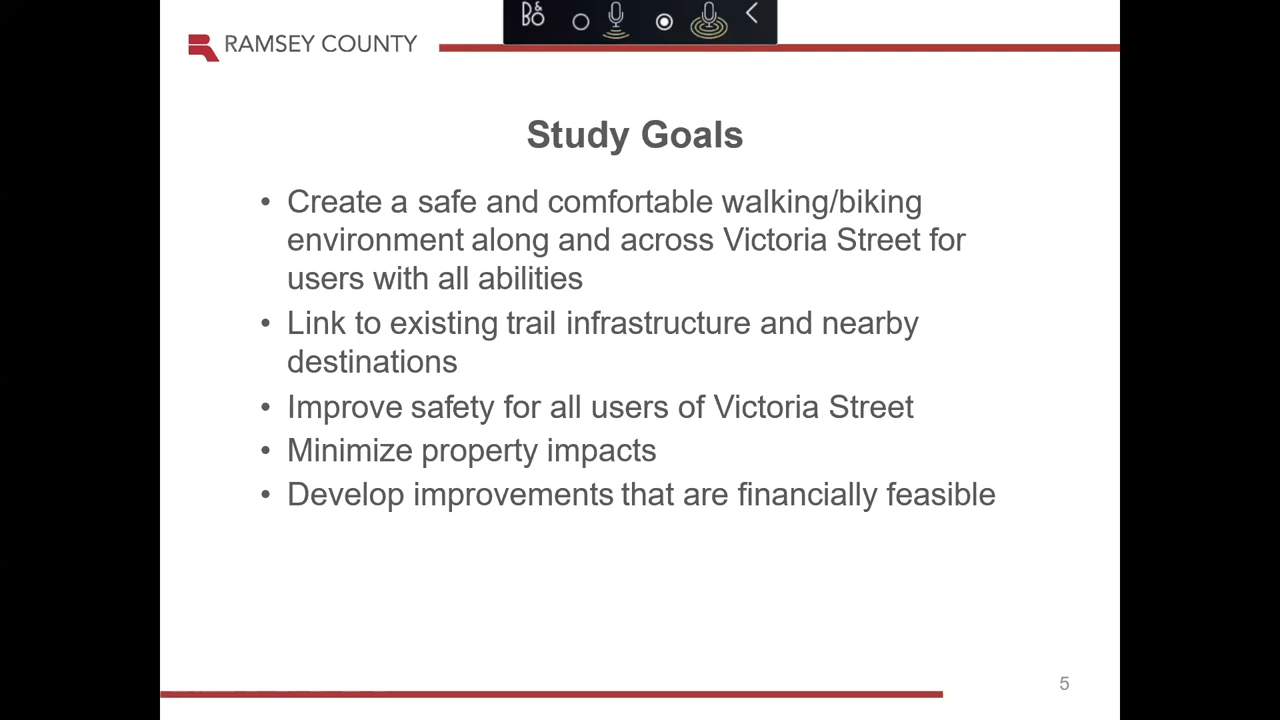 B&O
RAMSEY COUNTY
Study Goals
• Create a safe and comfortable walking/biking
environment along and across Victoria Street for
users with all abilities
• Link to existing trail infrastructure and nearby
destinations
• Improve safety for all users of Victoria Street
• Minimize property impacts
• Develop improvements that are financially feasible
5